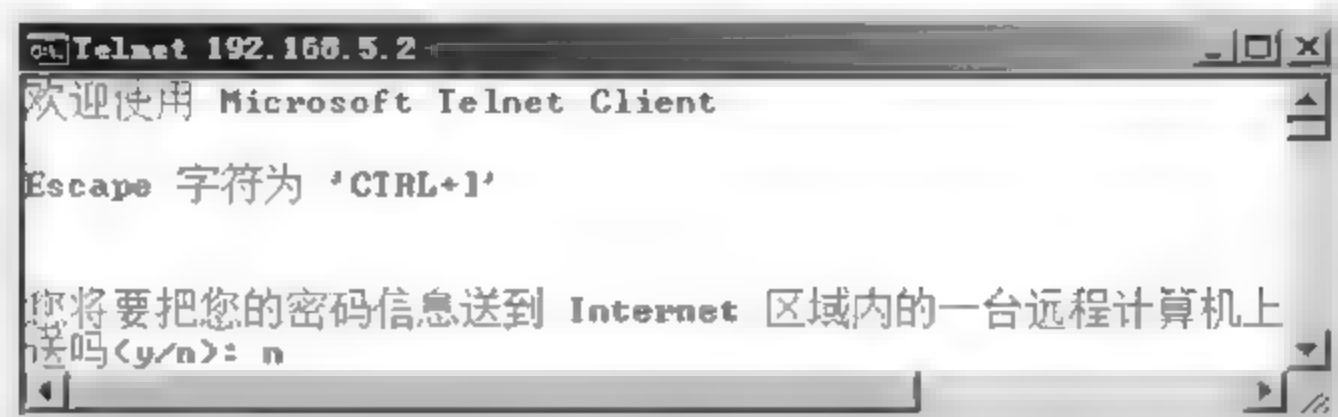 Telnet 192.168.5.2
欢迎使用 Microsoft Telnet Client
Escape 字符为 'CTRL+]'
您将要把您的密码信息送到 Internet 区域内的一台远程计算机上
送吗(y/n): n